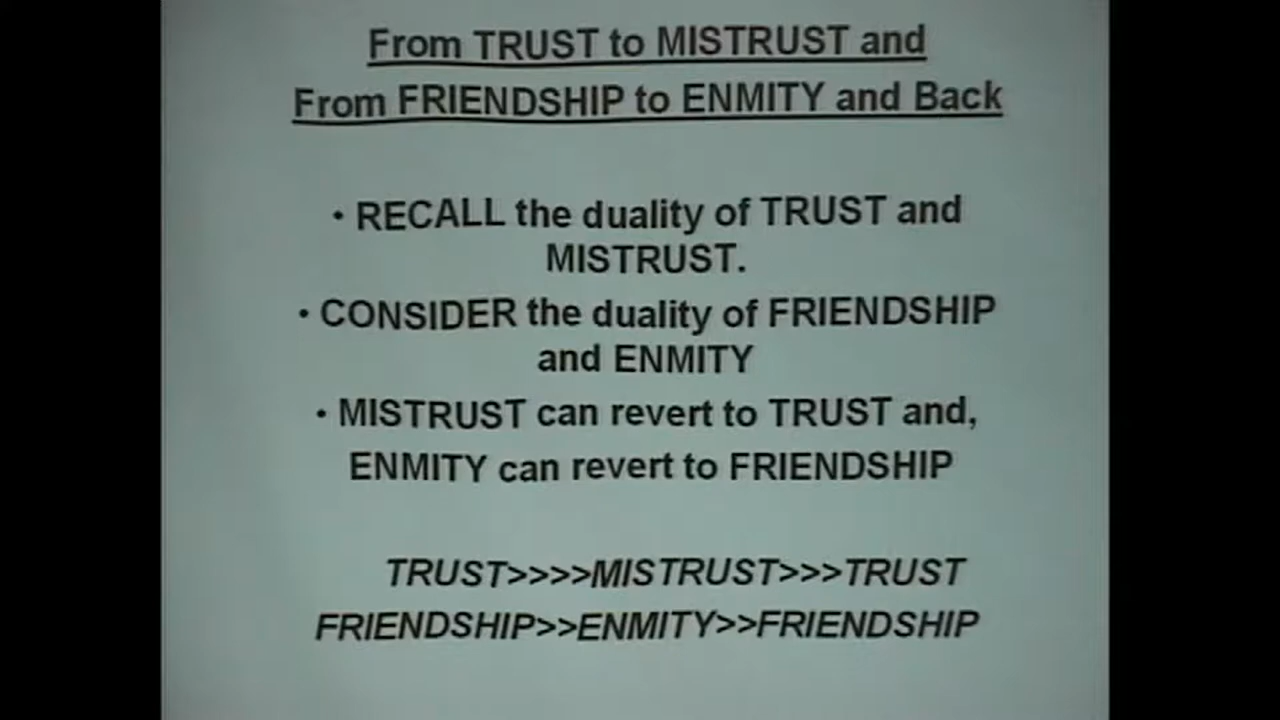 From TRUST to MISTRUST and
From FRIENDSHIP to ENMITY and Back
• RECALL the duality of TRUST and
MISTRUST.
• CONSIDER the duality of FRIENDSHIP
and ENMITY
• MISTRUST can revert to TRUST and,
ENMITY can revert to FRIENDSHIP
TRUST>>>>MISTRUST>>>TRUST
FRIENDSHIP>>ENMITY>>FRIENDSHIP